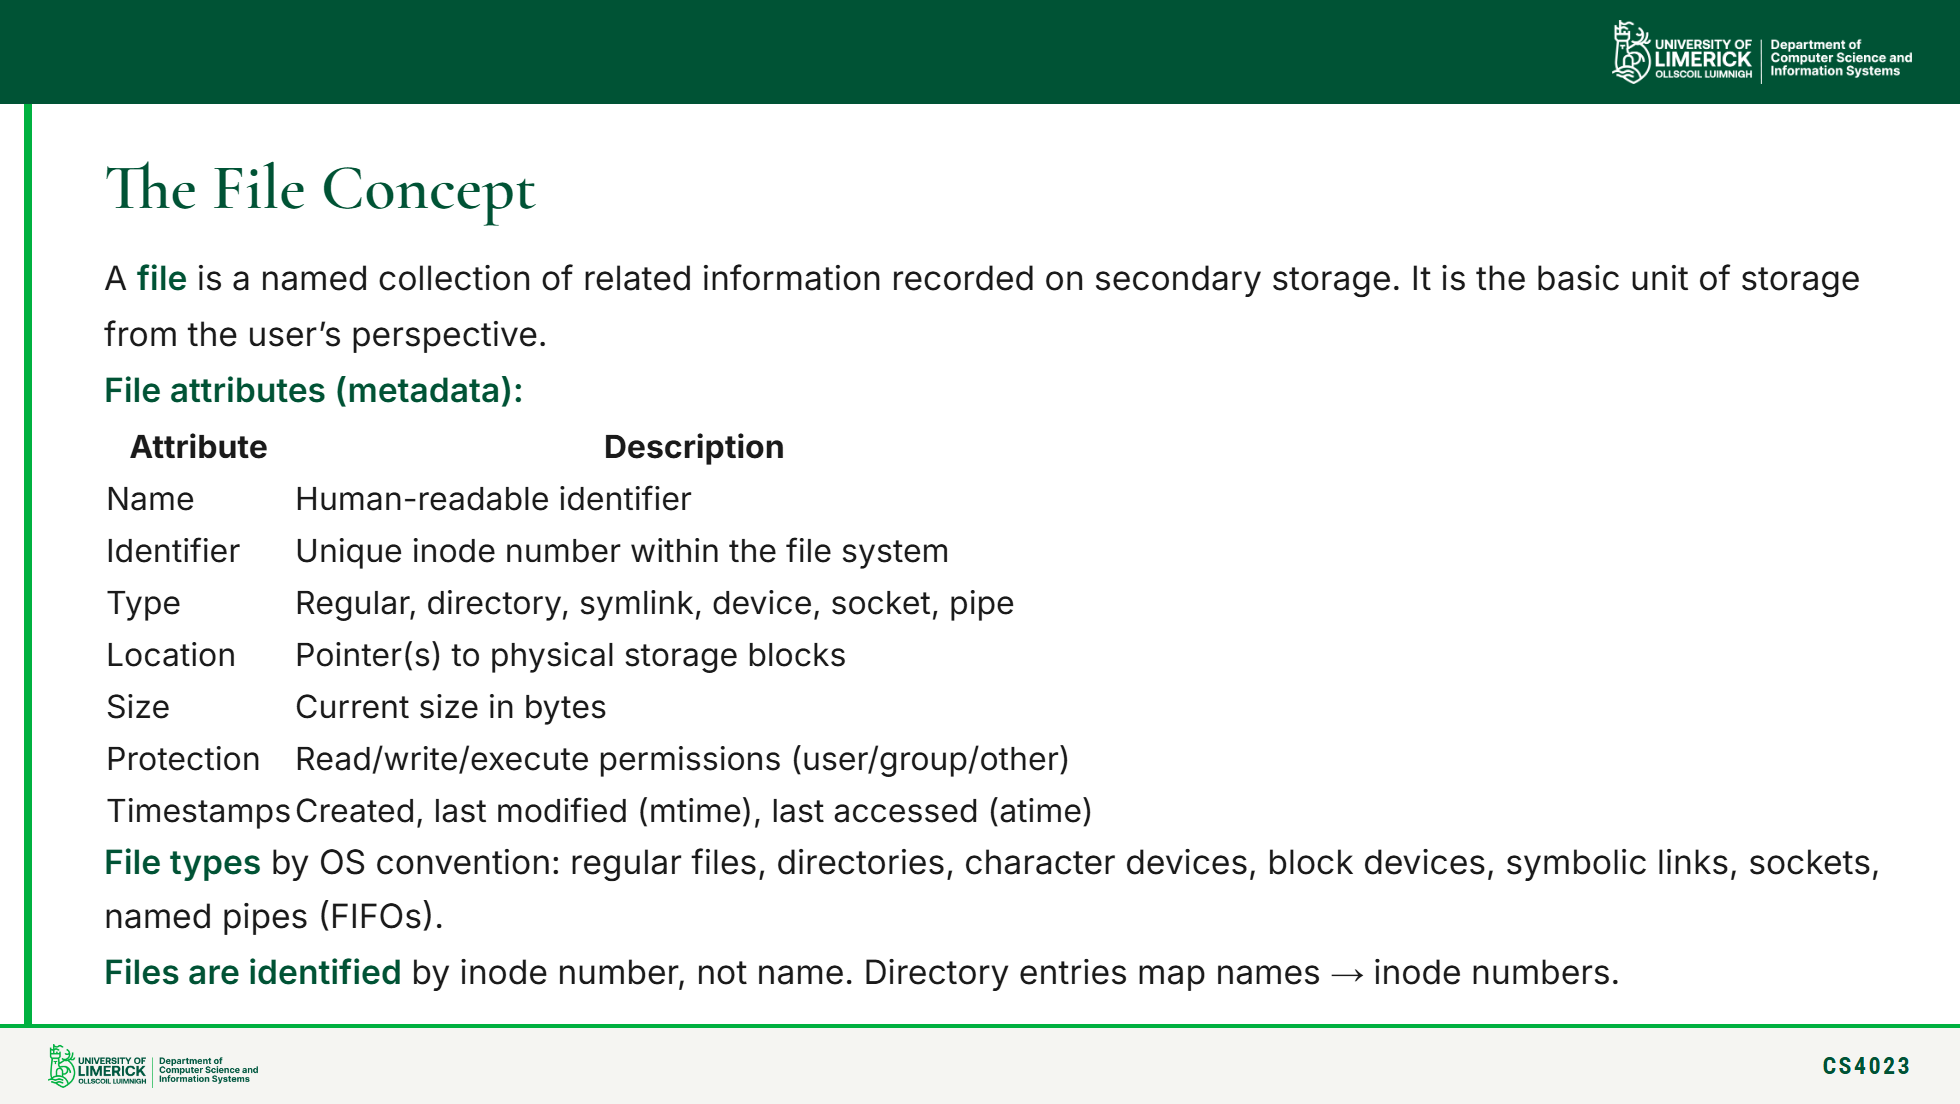 UNIVERSITY OF
LIMERICK
OLLSCOIL LUIMNIGH
Department of
Computer Science and
Information Systems
The File Concept
A file is a named collection of related information recorded on secondary storage. It is the basic unit of storage
from the user’s perspective.
File attributes (metadata):
Attribute Description
Name Human-readable identifier
Identifier Unique inode number within the file system
Type Regular, directory, symlink, device, socket, pipe
Location Pointer(s) to physical storage blocks
Size Current size in bytes
Protection Read/write/execute permissions (user/group/other)
Timestamps Created, last modified (mtime), last accessed (atime)
File types by OS convention: regular files, directories, character devices, block devices, symbolic links, sockets,
named pipes (FIFOs).
Files are identified by inode number, not name. Directory entries map names → inode numbers.
UNIVERSITY OF
LIMERICK
OLLSCOIL LUIMNIGH
Department of
Computer Science and
Information Systems
CS4023